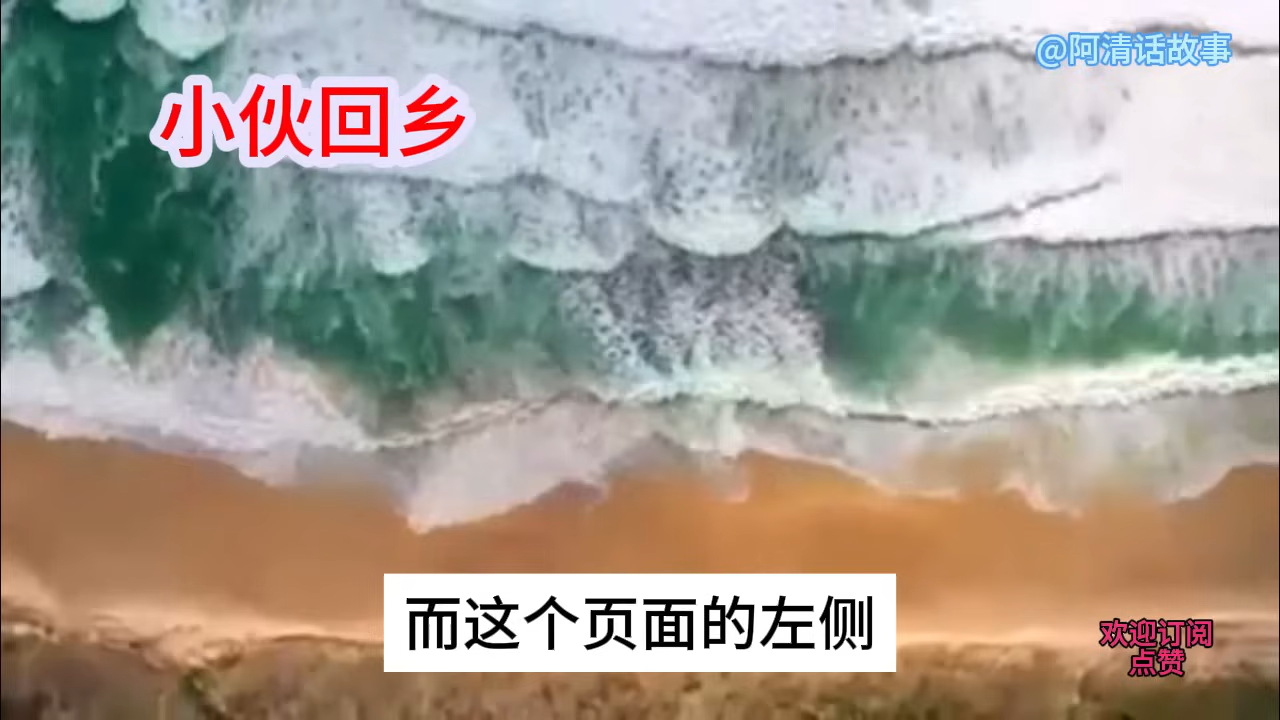 @阿清话故事
小伙回乡
而这个页面的左侧
欢迎订阅
点赞